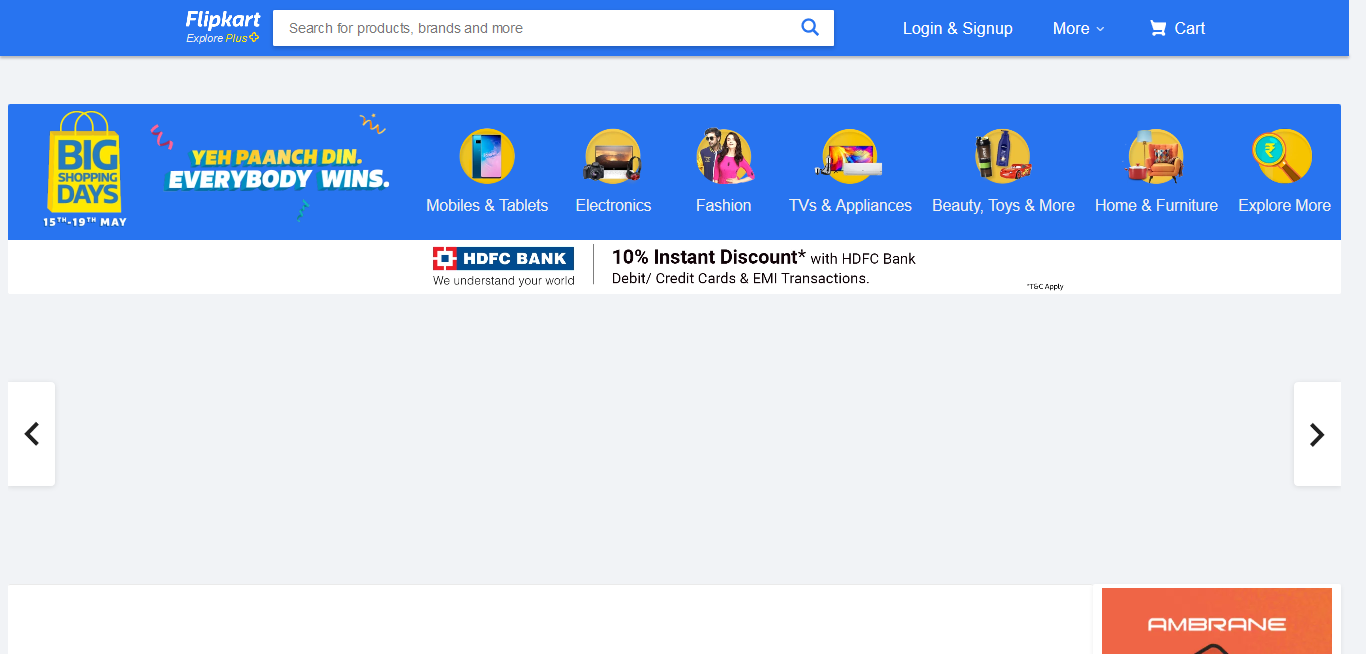 Flipkart
Explore Plus
Search for products, brands and more
Login & Signup
More
Cart
BIG
SHOPPING
DAYS
15TH-19TH MAY
YEH PAANCH DIN.
EVERYBODY WINS.
Mobiles & Tablets
Electronics
Fashion
TVs & Appliances
Beauty, Toys & More
Home & Furniture
₹
Explore More
HDFC BANK
We understand your world
10% Instant Discount* with HDFC Bank
Debit/ Credit Cards & EMI Transactions.
*T&C Apply
AMBRANE